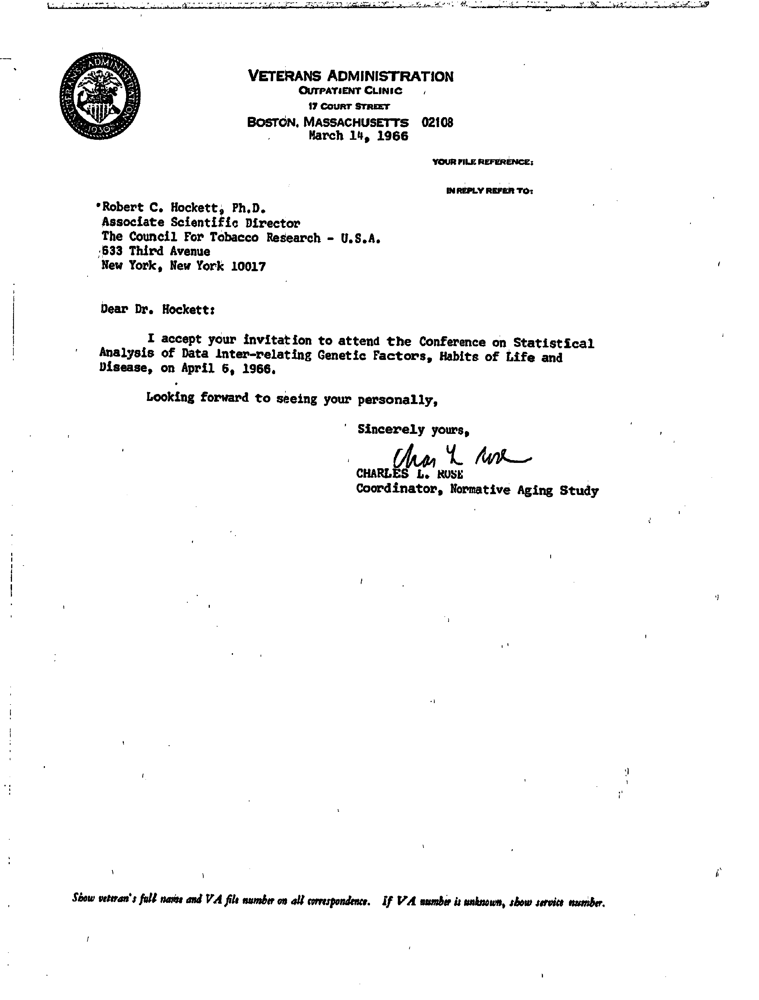 VETERANS ADMINISTRATION
1930
VETERANS ADMINISTRATION
OUTPATIENT CLINIC
17 COURT STREET
BOSTON, MASSACHUSETTS 02108
March 14, 1966
YOUR FILE REFERENCE:
IN REPLY REFER TO:
Robert C. Hockett, Ph.D.
Associate Scientific Director
The Council For Tobacco Research - U.S.A.
633 Third Avenue
New York, New York 10017
Dear Dr. Hockett:
I accept your invitation to attend the Conference on Statistical
Analysis of Data Inter-relating Genetic Factors, Habits of Life and
Disease, on April 6, 1966.
Looking forward to seeing your personally,
Sincerely yours,
Chas L Rose
CHARLES L. ROSE
Coordinator, Normative Aging Study
Show veteran's full name and VA file number on all correspondence. If VA number is unknown, show service number.